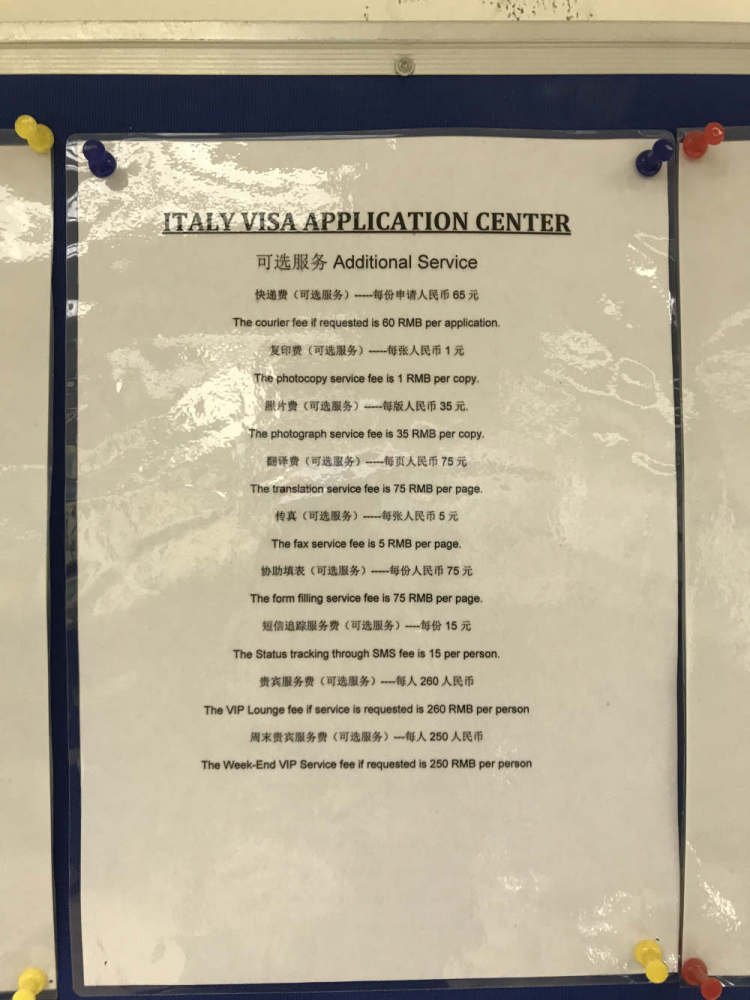 ITALY VISA APPLICATION CENTER
可选服务 Additional Service
快递费（可选服务）-----每份申请人民币 65 元
The courier fee if requested is 60 RMB per application.
复印费（可选服务）-----每张人民币 1 元
The photocopy service fee is 1 RMB per copy.
照片费（可选服务）-----每版人民币 35 元.
The photograph service fee is 35 RMB per copy.
翻译费（可选服务）-----每页人民币 75 元
The translation service fee is 75 RMB per page.
传真（可选服务）-----每张人民币 5 元
The fax service fee is 5 RMB per page.
协助填表（可选服务）-----每份人民币 75 元
The form filling service fee is 75 RMB per page.
短信追踪服务费（可选服务）----每份 15 元
The Status tracking through SMS fee is 15 per person.
贵宾服务费（可选服务）----每人 260 人民币
The VIP Lounge fee if service is requested is 260 RMB per person
周末贵宾服务费（可选服务）---每人 250 人民币
The Week-End VIP Service fee if requested is 250 RMB per person